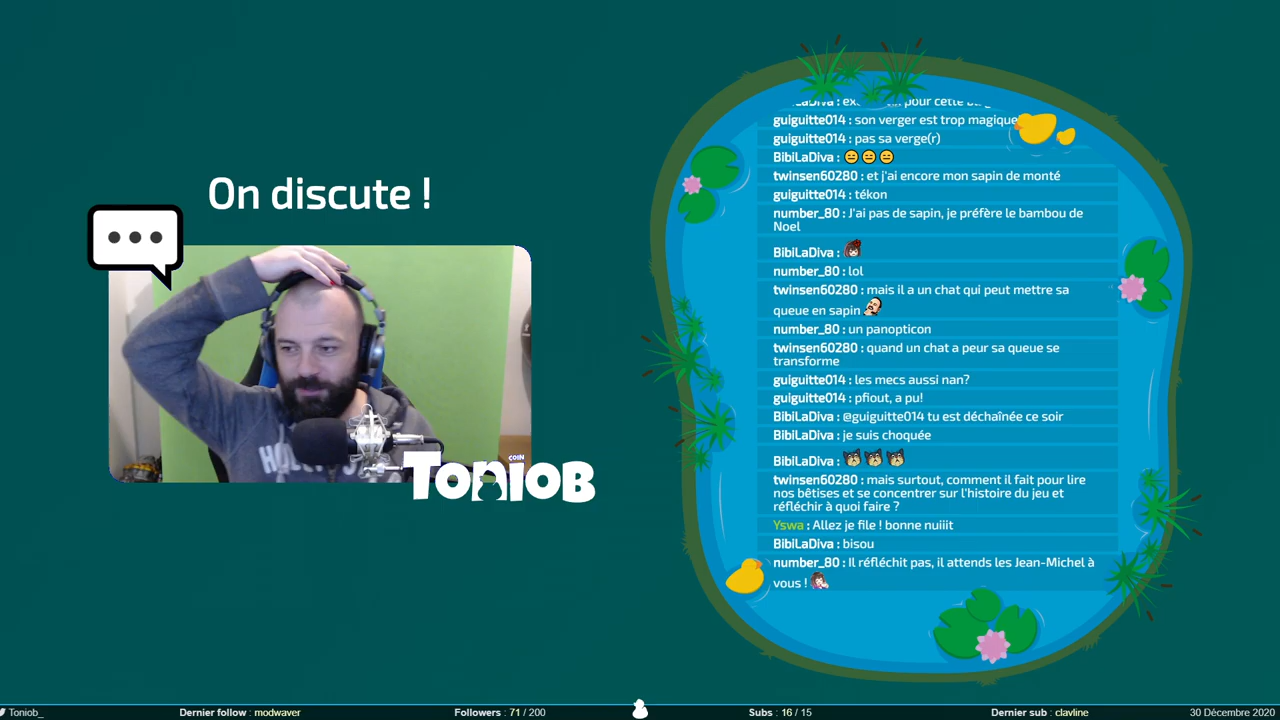 On discute !
COIN
TONIOB
guiguitte014 : son verger est trop magique
guiguitte014 : pas sa verge(r)
BibiLaDiva :
twinsen60280 : et j'ai encore mon sapin de monté
guiguitte014 : tékon
number_80 : J'ai pas de sapin, je préfère le bambou de
Noel
BibiLaDiva :
number_80 : lol
twinsen60280 : mais il a un chat qui peut mettre sa
queue en sapin
number_80 : un panopticon
twinsen60280 : quand un chat a peur sa queue se
transforme
guiguitte014 : les mecs aussi nan?
guiguitte014 : pfiout, a pu!
BibiLaDiva : @guiguitte014 tu est déchaînée ce soir
BibiLaDiva : je suis choquée
BibiLaDiva :
twinsen60280 : mais surtout, comment il fait pour lire
nos bêtises et se concentrer sur l'histoire du jeu et
réfléchir à quoi faire ?
Yswa : Allez je file ! bonne nuiiit
BibiLaDiva : bisou
number_80 : Il réfléchit pas, il attends les Jean-Michel à
vous !
Toniob_ Dernier follow : modwaver Followers : 71 / 200 Subs : 16 / 15 Dernier sub : clavline 30 Décembre 2020